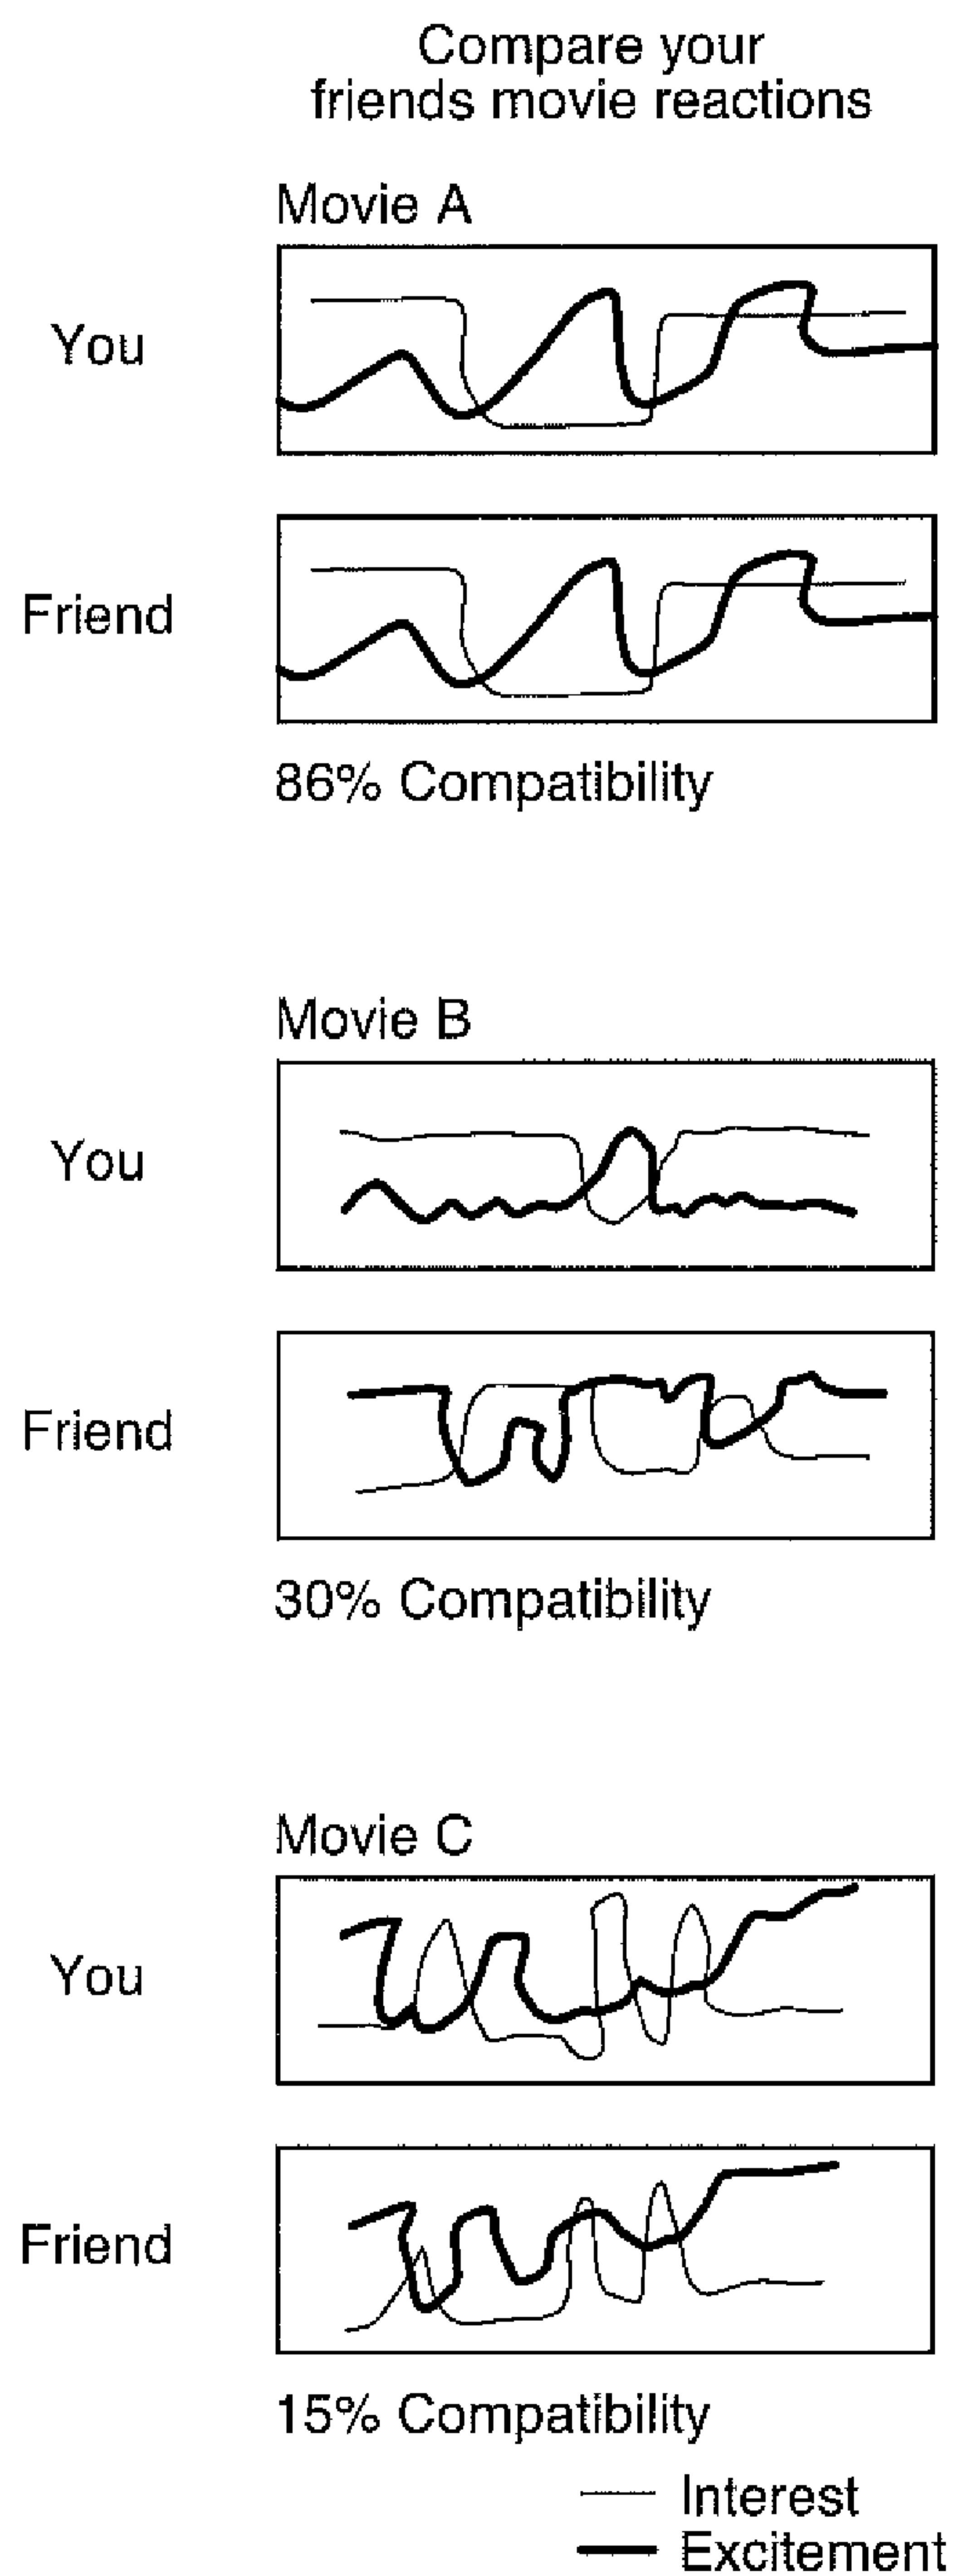 Compare your
friends movie reactions
Movie A
You
Friend
86% Compatibility
Movie B
You
Friend
30% Compatibility
Movie C
You
Friend
15% Compatibility
Interest
Excitement